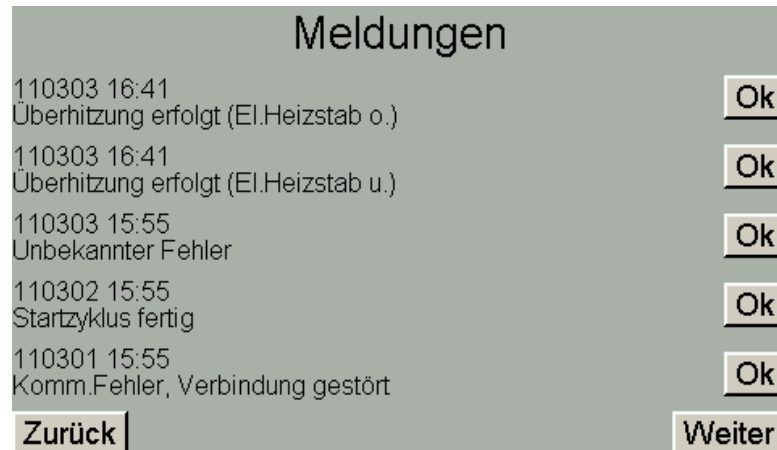 Meldungen
110303 16:41
Überhitzung erfolgt (El.Heizstab o.)
Ok
110303 16:41
Überhitzung erfolgt (El.Heizstab u.)
Ok
110303 15:55
Unbekannter Fehler
Ok
110302 15:55
Startzyklus fertig
Ok
110301 15:55
Komm.Fehler, Verbindung gestört
Ok
Zurück
Weiter